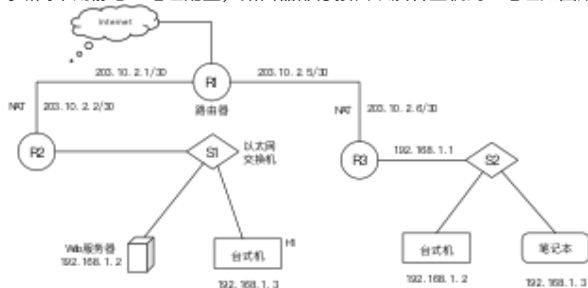 Internet
203.10.2.1/30
203.10.2.5/30
R1
路由器
NAT
203.10.2.2/30
NAT
203.10.2.6/30
R2
S1
以太网
交换机
R3
192.168.1.1
S2
Web服务器
192.168.1.2
台式机
H1
192.168.1.3
台式机
192.168.1.2
笔记本
192.168.1.3